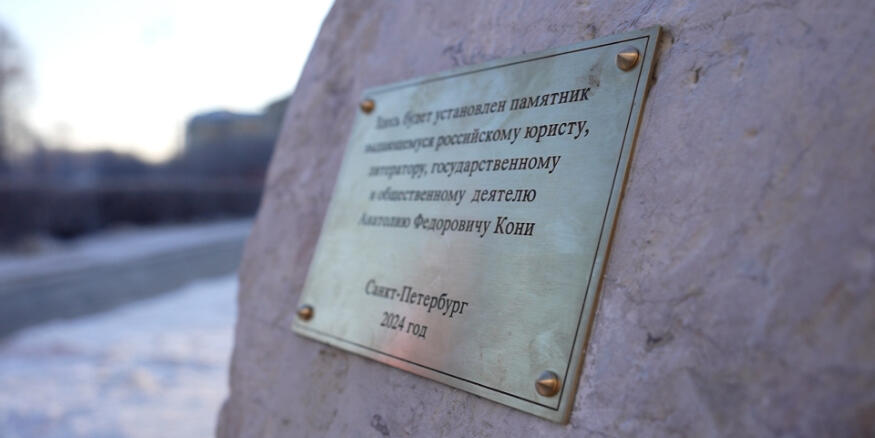 Здесь будет установлен памятник
выдающемуся российскому юристу,
литератору, государственному
и общественному деятелю
Анатолию Федоровичу Кони
Санкт-Петербург
2024 год